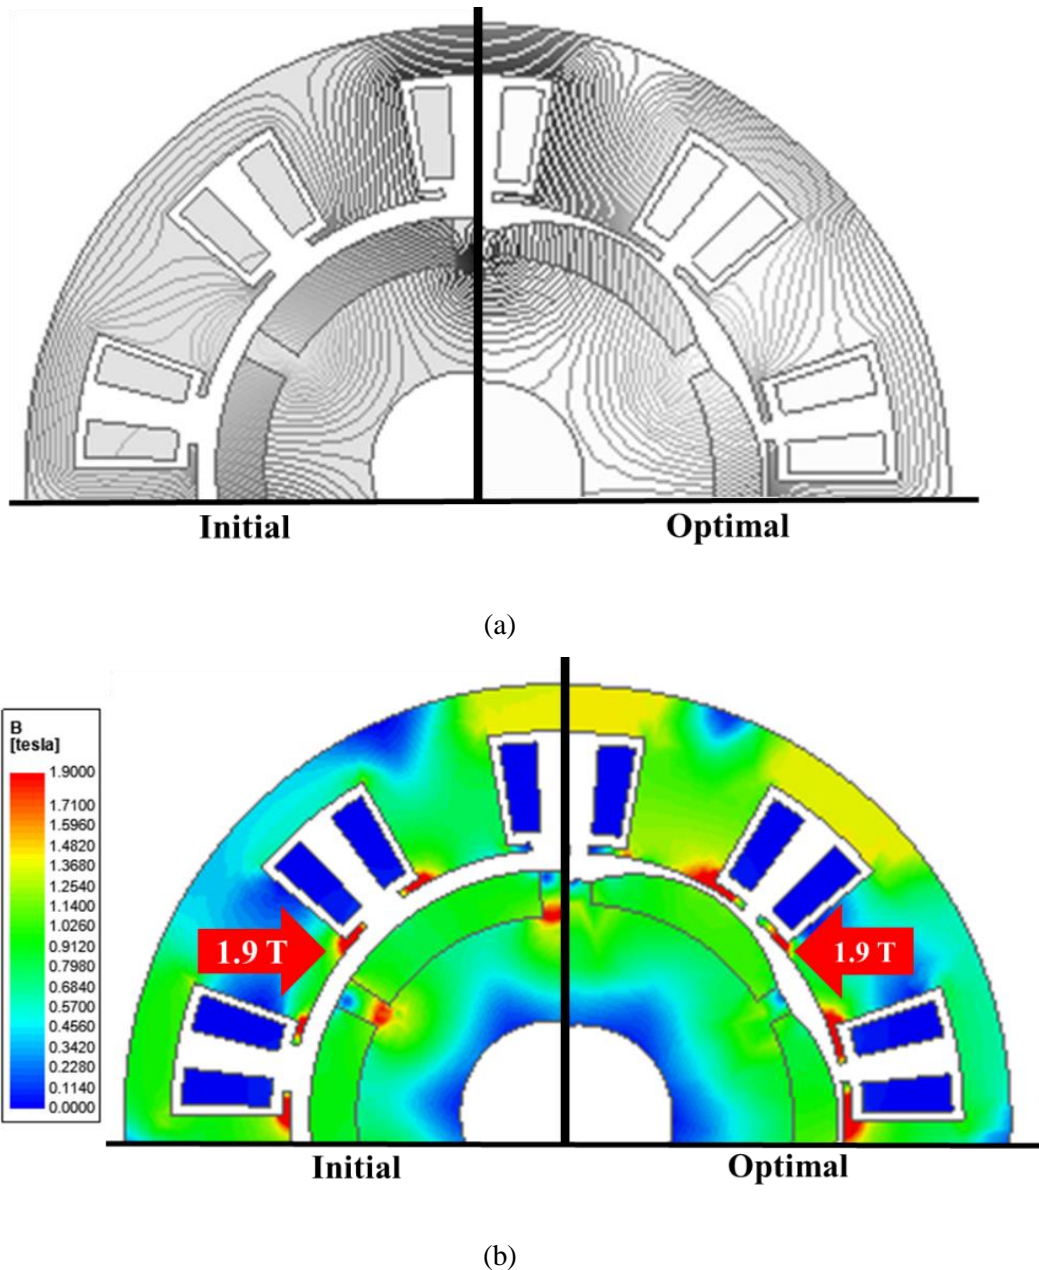 Initial
Optimal
(a)
B
[tesla]
1.9000
1.7100
1.5960
1.4820
1.3680
1.2540
1.1400
1.0260
0.9120
0.7980
0.6840
0.5700
0.4560
0.3420
0.2280
0.1140
0.0000
1.9 T
1.9 T
Initial
Optimal
(b)